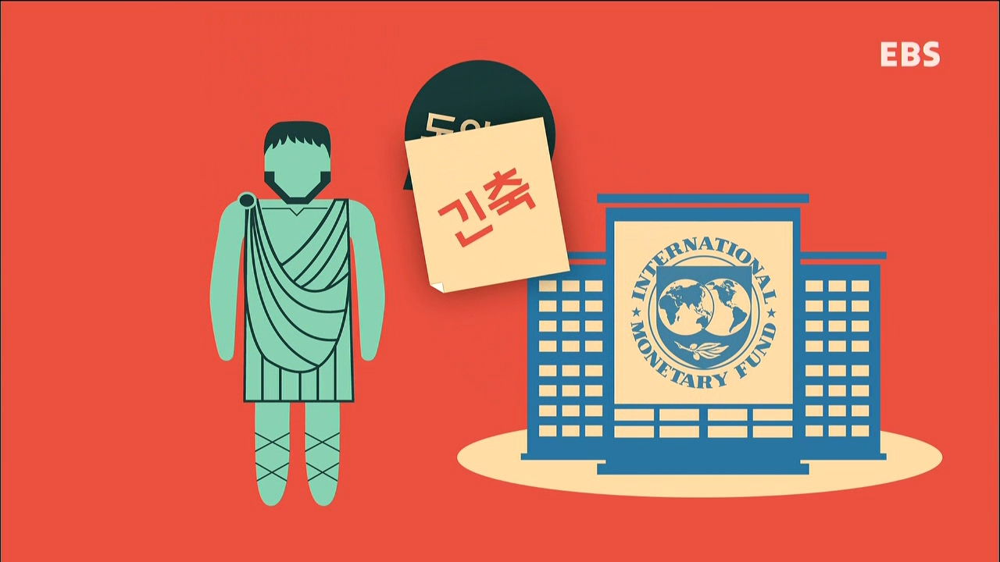 EBS
긴축
INTERNATIONAL
MONETARY FUND